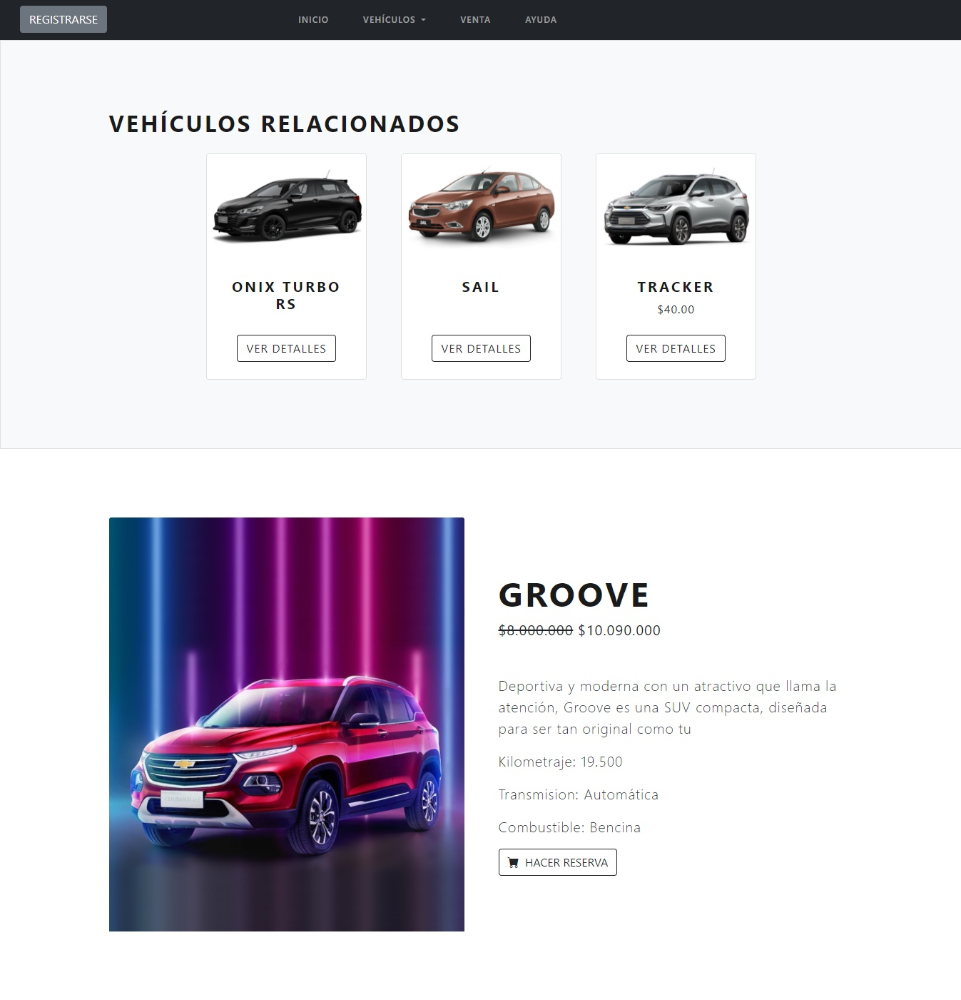 REGISTRARSE
INICIO
VEHÍCULOS
VENTA
AYUDA
VEHÍCULOS RELACIONADOS
ONIX TURBO
RS
VER DETALLES
SAIL
SAIL
VER DETALLES
TRACKER
$40.00
VER DETALLES
GROOVE
$8.000.000 $10.090.000
Deportiva y moderna con un atractivo que llama la
atención, Groove es una SUV compacta, diseñada
para ser tan original como tu
Kilometraje: 19.500
Transmision: Automática
Combustible: Bencina
HACER RESERVA